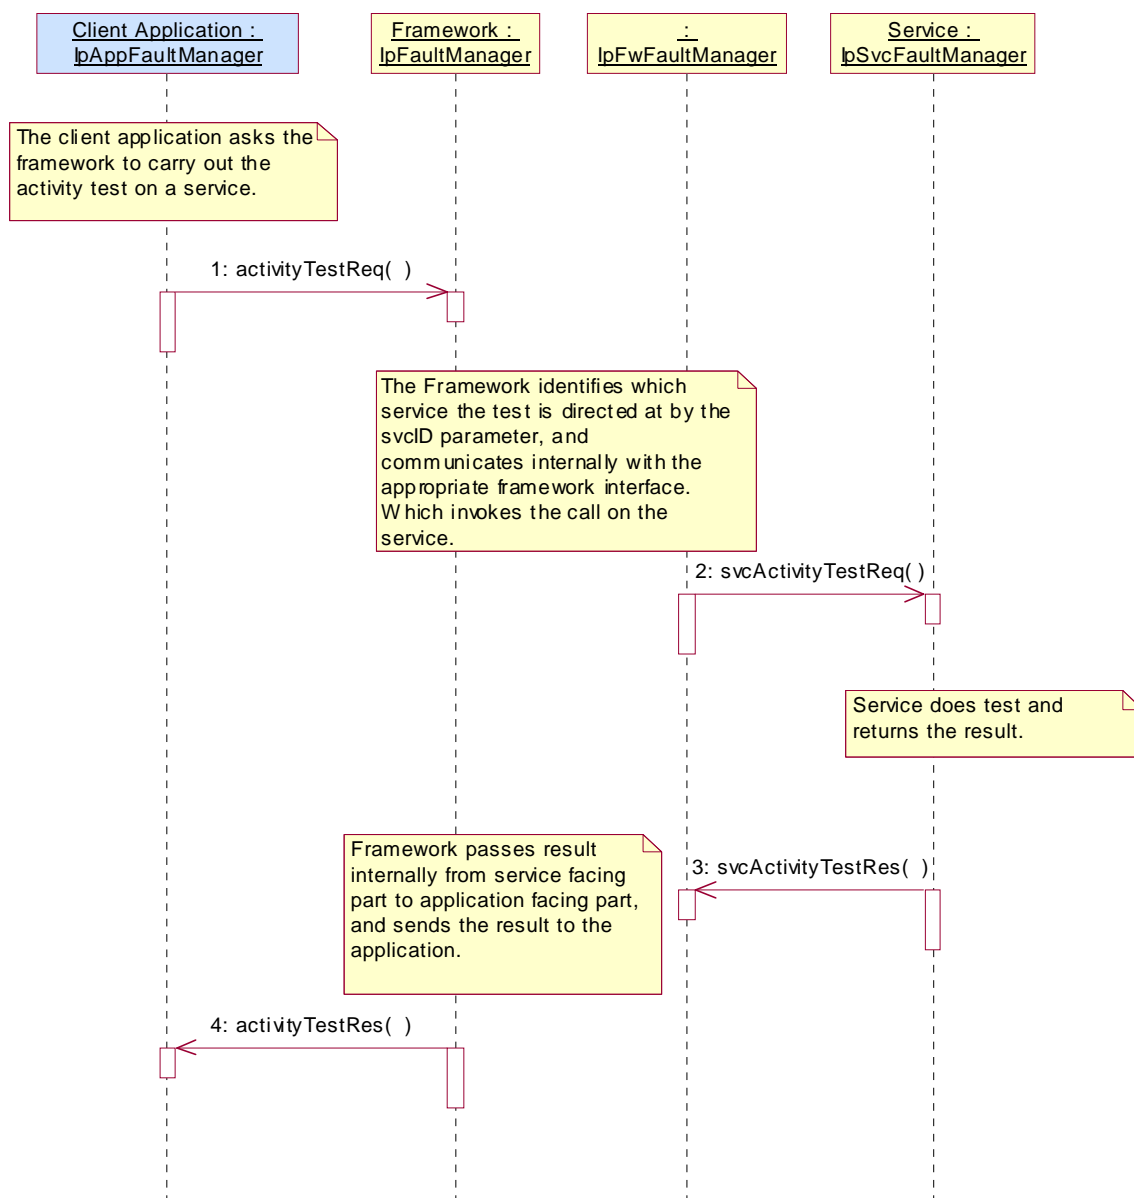 Client Application :
IpAppFaultManager
Framework :
IpFaultManager
:
IpFwFaultManager
Service :
IpSvcFaultManager
The client application asks the
framework to carry out the
activity test on a service.
1: activityTestReq( )
The Framework identifies which
service the test is directed at by the
svcID parameter, and
communicates internally with the
appropriate framework interface.
Which invokes the call on the
service.
2: svcActivityTestReq( )
Service does test and
returns the result.
Framework passes result
internally from service facing
part to application facing part,
and sends the result to the
application.
3: svcActivityTestRes( )
4: activityTestRes( )